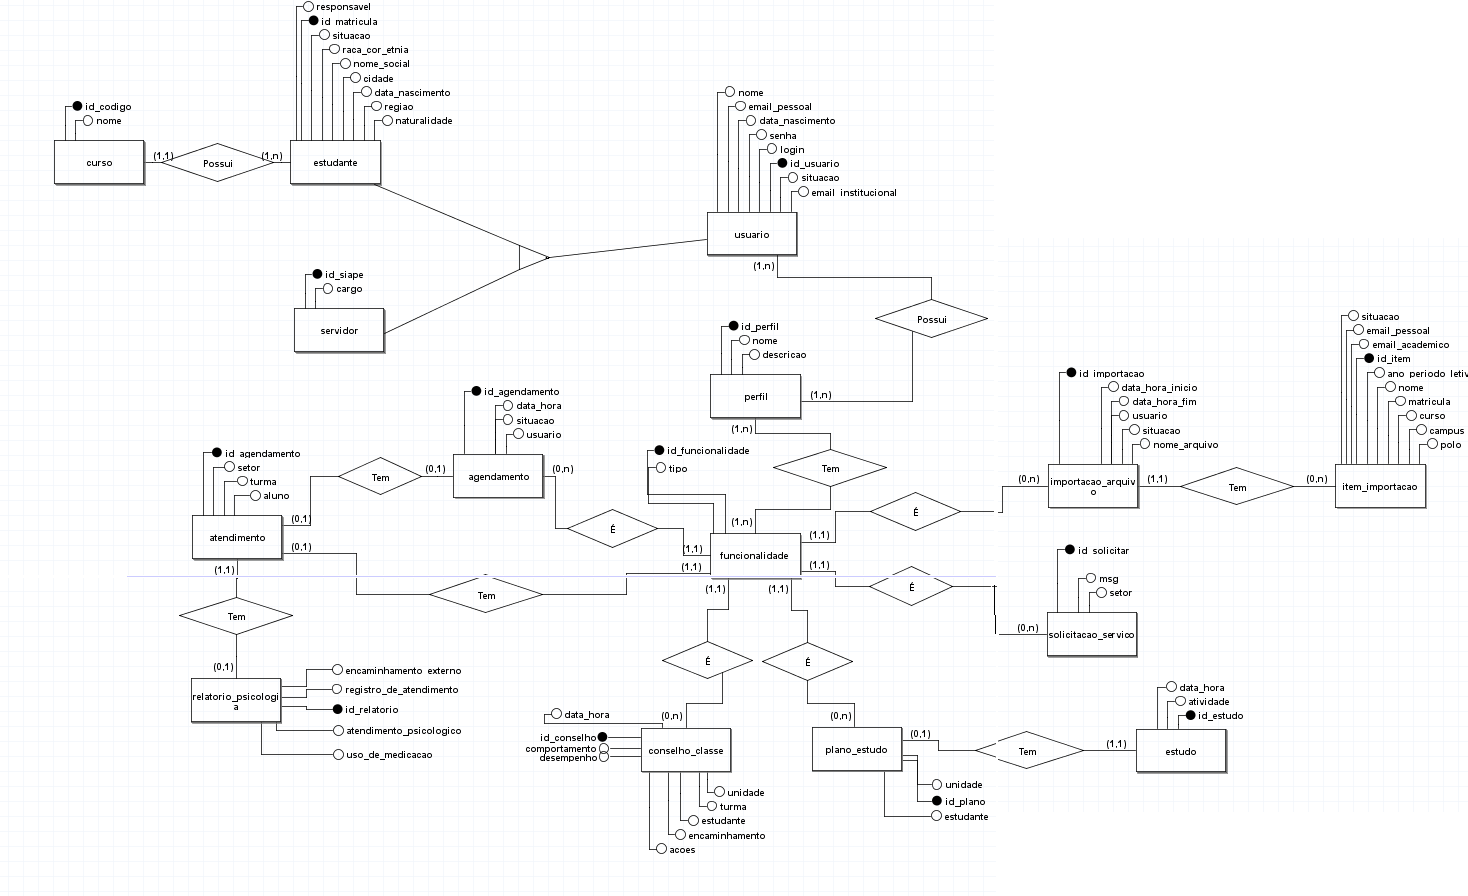 responsavel
id_matricula
situacao
raca_cor_etnia
nome_social
cidade
data_nascimento
regiao
naturalidade
id_codigo
nome
curso
(1,1)
Possui
(1,n)
estudante
nome
email_pessoal
data_nascimento
senha
login
id_usuario
situacao
email_institucional
usuario
(1,n)
id_siape
cargo
servidor
Possui
id_perfil
nome
descricao
perfil
(1,n)
(1,n)
Tem
(1,n)
id_funcionalidade
tipo
funcionalidade
id_agendamento
data_hora
situacao
usuario
agendamento
(0,1)
(0,n)
Tem
É
(1,1)
id_agendamento
setor
turma
aluno
atendimento
(0,1)
(0,1)
(1,1)
Tem
(1,1)
Tem
(0,1)
relatorio_psicologi
a
encaminhamento_externo
registro_de_atendimento
id_relatorio
atendimento_psicologico
uso_de_medicacao
(1,1)
É
(0,n)
id_importacao
data_hora_inicio
data_hora_fim
usuario
situacao
nome_arquivo
importacao_arquiv
o
(1,1)
Tem
(0,n)
situacao
email_pessoal
email_academico
id_item
ano_periodo_letiv
nome
matricula
curso
campus
polo
item_importacao
(1,1)
É
(0,n)
id_solicitar
msg
setor
solicitacao_servico
(1,1)
É
(0,n)
data_hora
id_conselho
comportamento
desempenho
conselho_classe
unidade
turma
estudante
encaminhamento
acoes
(1,1)
É
(0,n)
plano_estudo
(0,1)
Tem
(1,1)
unidade
id_plano
estudante
data_hora
atividade
id_estudo
estudo